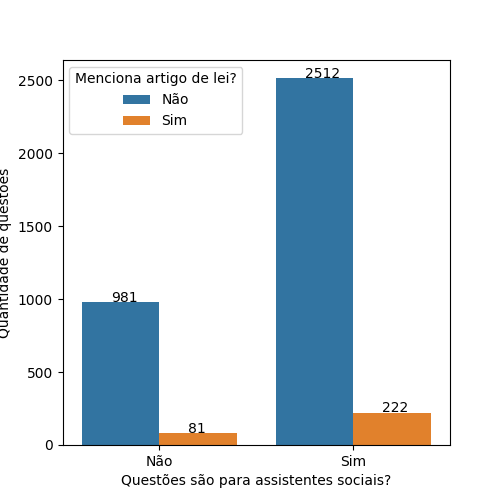 Menciona artigo de lei?
Não
Sim
2512
981
222
81
2500
2000
1500
1000
500
0
Quantidade de questões
Não
Sim
Questões são para assistentes sociais?